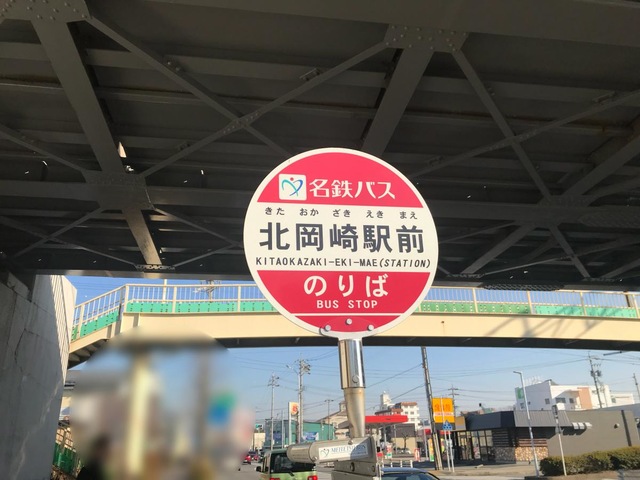 名鉄バス
きた おか ざき えき まえ
北岡崎駅前
KITAOKAZAKI-EKI-MAE(STATION)
のりば
BUS STOP